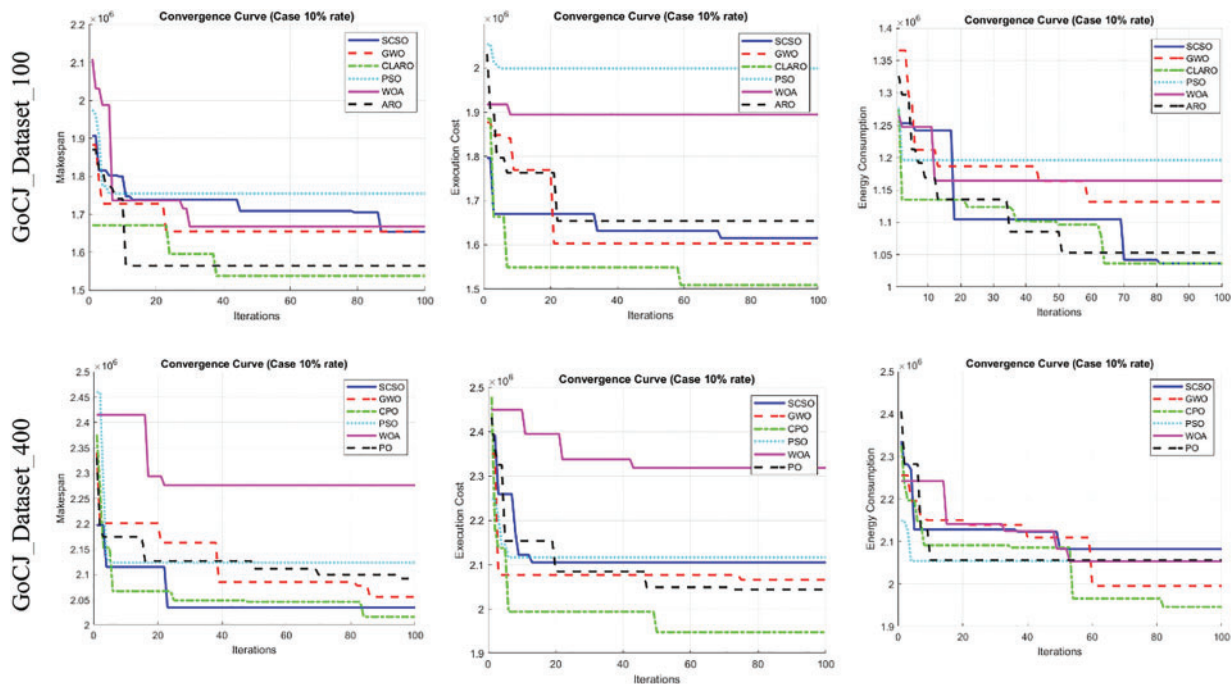 GoCJ_Dataset_100
Convergence Curve (Case 10% rate)
×10^6
2.2
2.1
2
1.9
1.8
1.7
1.6
1.5
Makespan
0 20 40 60 80 100
Iterations
SCSO
GWO
CLARO
PSO
WOA
ARO
Convergence Curve (Case 10% rate)
×10^6
2.1
2
1.9
1.8
1.7
1.6
1.5
Execution Cost
0 20 40 60 80 100
Iterations
SCSO
GWO
CLARO
PSO
WOA
ARO
Convergence Curve (Case 10% rate)
×10^6
1.4
1.35
1.3
1.25
1.2
1.15
1.1
1.05
1
Energy Consumption
10 20 30 40 50 60 70 80 90 100
Iterations
SCSO
GWO
CLARO
PSO
WOA
ARO
GoCJ_Dataset_400
Convergence Curve (Case 10% rate)
×10^6
2.5
2.45
2.4
2.35
2.3
2.25
2.2
2.15
2.1
2.05
2
Makespan
0 20 40 60 80 100
Iterations
SCSO
GWO
CPO
PSO
WOA
PO
Convergence Curve (Case 10% rate)
×10^6
2.5
2.4
2.3
2.2
2.1
2
1.9
Execution Cost
0 20 40 60 80 100
Iterations
SCSO
GWO
CPO
PSO
WOA
PO
Convergence Curve (Case 10% rate)
×10^6
2.5
2.4
2.3
2.2
2.1
2
1.9
Energy Consumption
0 20 40 60 80 100
Iterations
SCSO
GWO
CPO
PSO
WOA
PO